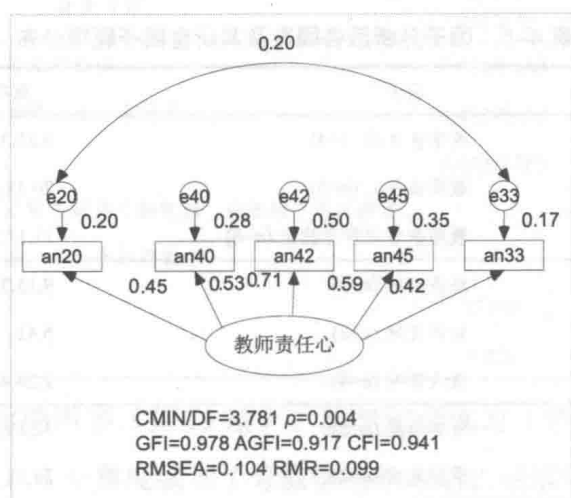 0.20
e20 e40 e42 e45 e33
0.20 0.28 0.50 0.35 0.17
an20 an40 an42 an45 an33
0.45 0.53 0.71 0.59 0.42
教师责任心
CMIN/DF=3.781 p=0.004
GFI=0.978 AGFI=0.917 CFI=0.941
RMSEA=0.104 RMR=0.099